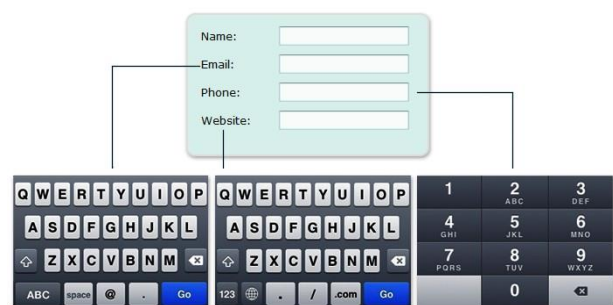 Name:
Email:
Phone:
Website:
Q W E R T Y U I O P
A S D F G H J K L
Z X C V B N M
ABC space @ . Go
Q W E R T Y U I O P
A S D F G H J K L
Z X C V B N M
123 . / .com Go
1 2 3
ABC DEF
4 5 6
GHI JKL MNO
7 8 9
PQRS TUV WXYZ
0